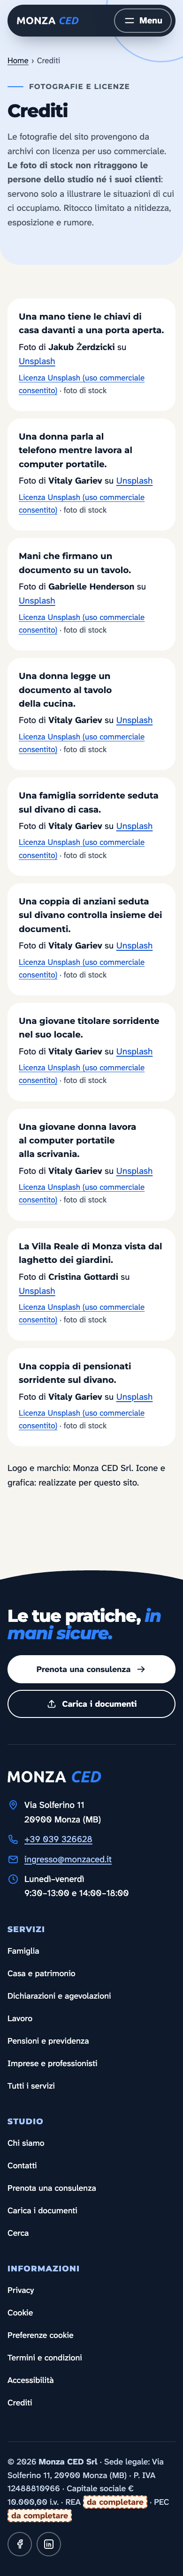 MONZA CED
Menu
Home › Crediti
FOTOGRAFIE E LICENZE
Crediti
Le fotografie del sito provengono da
archivi con licenza per uso commerciale.
Le foto di stock non ritraggono le
persone dello studio né i suoi clienti:
servono solo a illustrare le situazioni di cui
ci occupiamo. Ritocco limitato a nitidezza,
esposizione e rumore.
Una mano tiene le chiavi di
casa davanti a una porta aperta.
Foto di Jakub Żerdzicki su
Unsplash
Licenza Unsplash (uso commerciale
consentito) · foto di stock
Una donna parla al
telefono mentre lavora al
computer portatile.
Foto di Vitaly Gariev su Unsplash
Licenza Unsplash (uso commerciale
consentito) · foto di stock
Mani che firmano un
documento su un tavolo.
Foto di Gabrielle Henderson su
Unsplash
Licenza Unsplash (uso commerciale
consentito) · foto di stock
Una donna legge un
documento al tavolo
della cucina.
Foto di Vitaly Gariev su Unsplash
Licenza Unsplash (uso commerciale
consentito) · foto di stock
Una famiglia sorridente seduta
sul divano di casa.
Foto di Vitaly Gariev su Unsplash
Licenza Unsplash (uso commerciale
consentito) · foto di stock
Una coppia di anziani seduta
sul divano controlla insieme dei
documenti.
Foto di Vitaly Gariev su Unsplash
Licenza Unsplash (uso commerciale
consentito) · foto di stock
Una giovane titolare sorridente
nel suo locale.
Foto di Vitaly Gariev su Unsplash
Licenza Unsplash (uso commerciale
consentito) · foto di stock
Una giovane donna lavora
al computer portatile
alla scrivania.
Foto di Vitaly Gariev su Unsplash
Licenza Unsplash (uso commerciale
consentito) · foto di stock
La Villa Reale di Monza vista dal
laghetto dei giardini.
Foto di Cristina Gottardi su
Unsplash
Licenza Unsplash (uso commerciale
consentito) · foto di stock
Una coppia di pensionati
sorridente sul divano.
Foto di Vitaly Gariev su Unsplash
Licenza Unsplash (uso commerciale
consentito) · foto di stock
Logo e marchio: Monza CED Srl. Icone e
grafica: realizzate per questo sito.
Le tue pratiche, in
mani sicure.
Prenota una consulenza
Carica i documenti
MONZA CED
Via Solferino 11
20900 Monza (MB)
+39 039 326628
ingresso@monzaced.it
Lunedì–venerdì
9:30–13:00 e 14:00–18:00
SERVIZI
Famiglia
Casa e patrimonio
Dichiarazioni e agevolazioni
Lavoro
Pensioni e previdenza
Imprese e professionisti
Tutti i servizi
STUDIO
Chi siamo
Contatti
Prenota una consulenza
Carica i documenti
Cerca
INFORMAZIONI
Privacy
Cookie
Preferenze cookie
Termini e condizioni
Accessibilità
Crediti
© 2026 Monza CED Srl · Sede legale: Via
Solferino 11, 20900 Monza (MB) · P. IVA
12488810966 · Capitale sociale €
10.000,00 i.v. · REA da completare · PEC
da completare